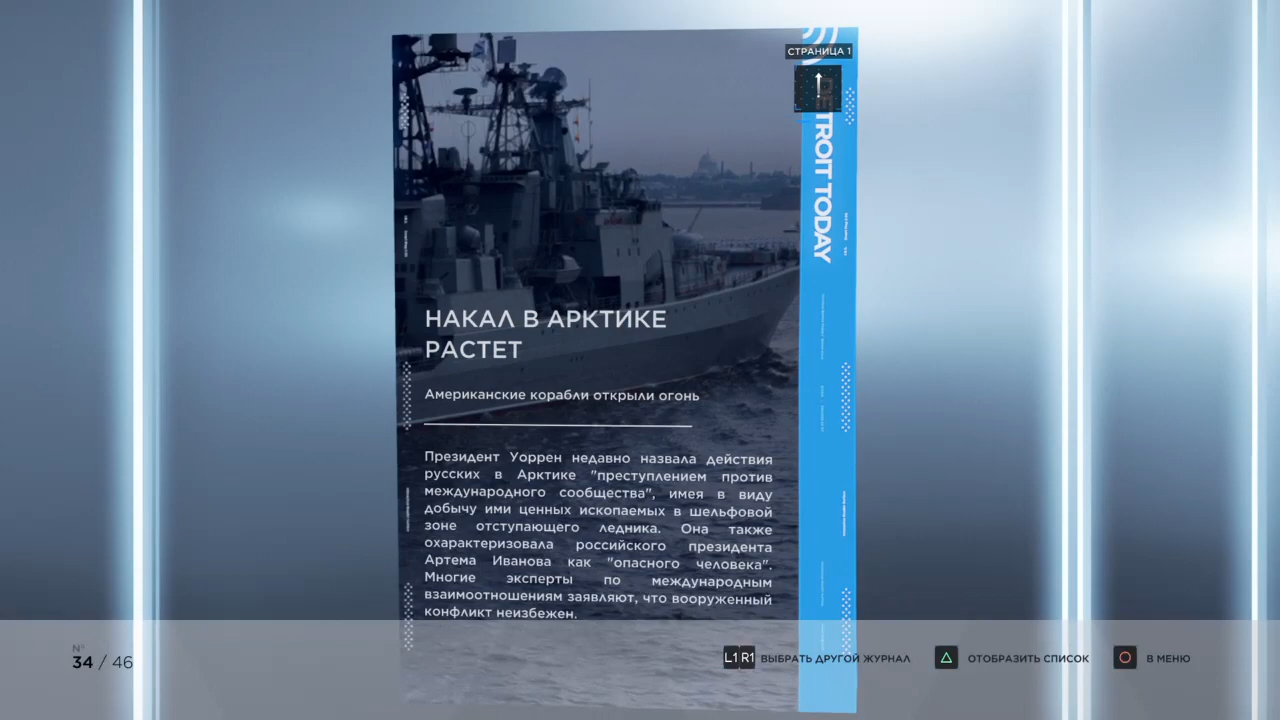 СТРАНИЦА 1
DETROIT TODAY
НАКАЛ В АРКТИКЕ
РАСТЕТ
Американские корабли открыли огонь
Президент Уоррен недавно назвала действия
русских в Арктике "преступлением против
международного сообщества", имея в виду
добычу ими ценных ископаемых в шельфовой
зоне отступающего ледника. Она также
охарактеризовала российского президента
Артема Иванова как "опасного человека".
Многие эксперты по международным
взаимоотношениям заявляют, что вооруженный
конфликт неизбежен.
N°
34 / 46
L1 R1 ВЫБРАТЬ ДРУГОЙ ЖУРНАЛ
ОТОБРАЗИТЬ СПИСОК
В МЕНЮ